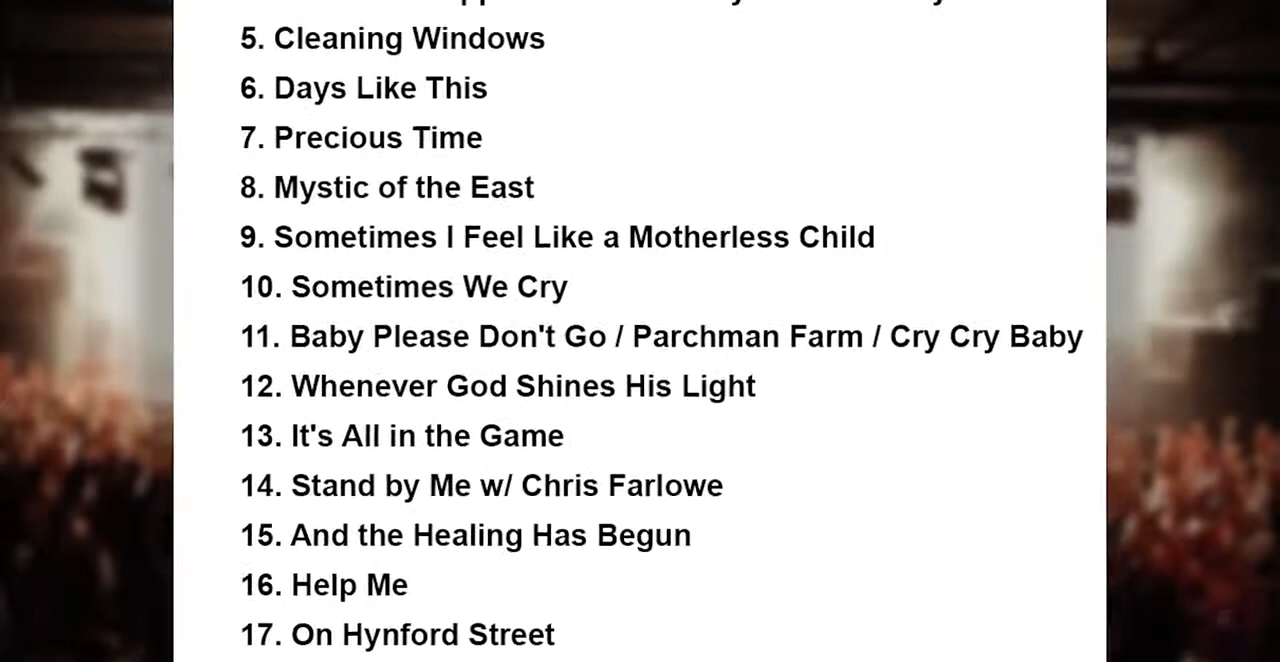 5. Cleaning Windows
6. Days Like This
7. Precious Time
8. Mystic of the East
9. Sometimes I Feel Like a Motherless Child
10. Sometimes We Cry
11. Baby Please Don't Go / Parchman Farm / Cry Cry Baby
12. Whenever God Shines His Light
13. It's All in the Game
14. Stand by Me w/ Chris Farlowe
15. And the Healing Has Begun
16. Help Me
17. On Hynford Street